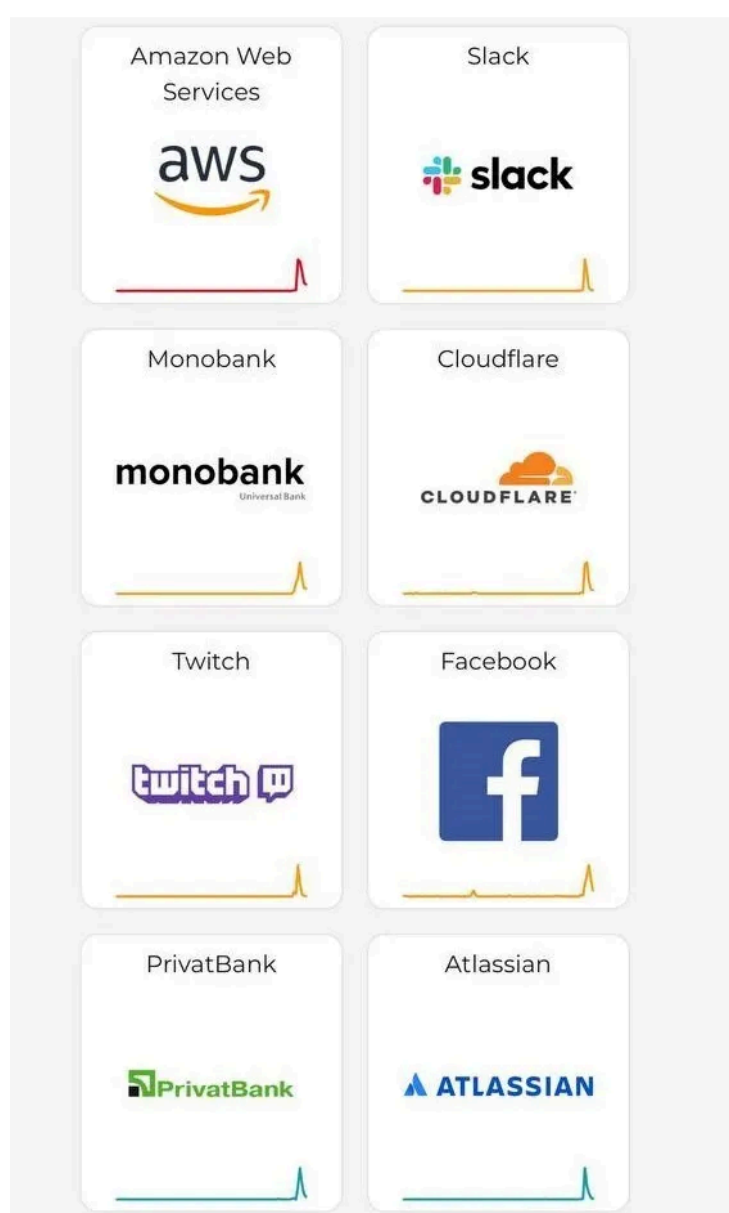 Amazon Web
Services
aws
Slack
slack
Monobank
monobank
Universal Bank
Cloudflare
CLOUDFLARE
Twitch
twitch
Facebook
f
PrivatBank
PrivatBank
Atlassian
ATLASSIAN